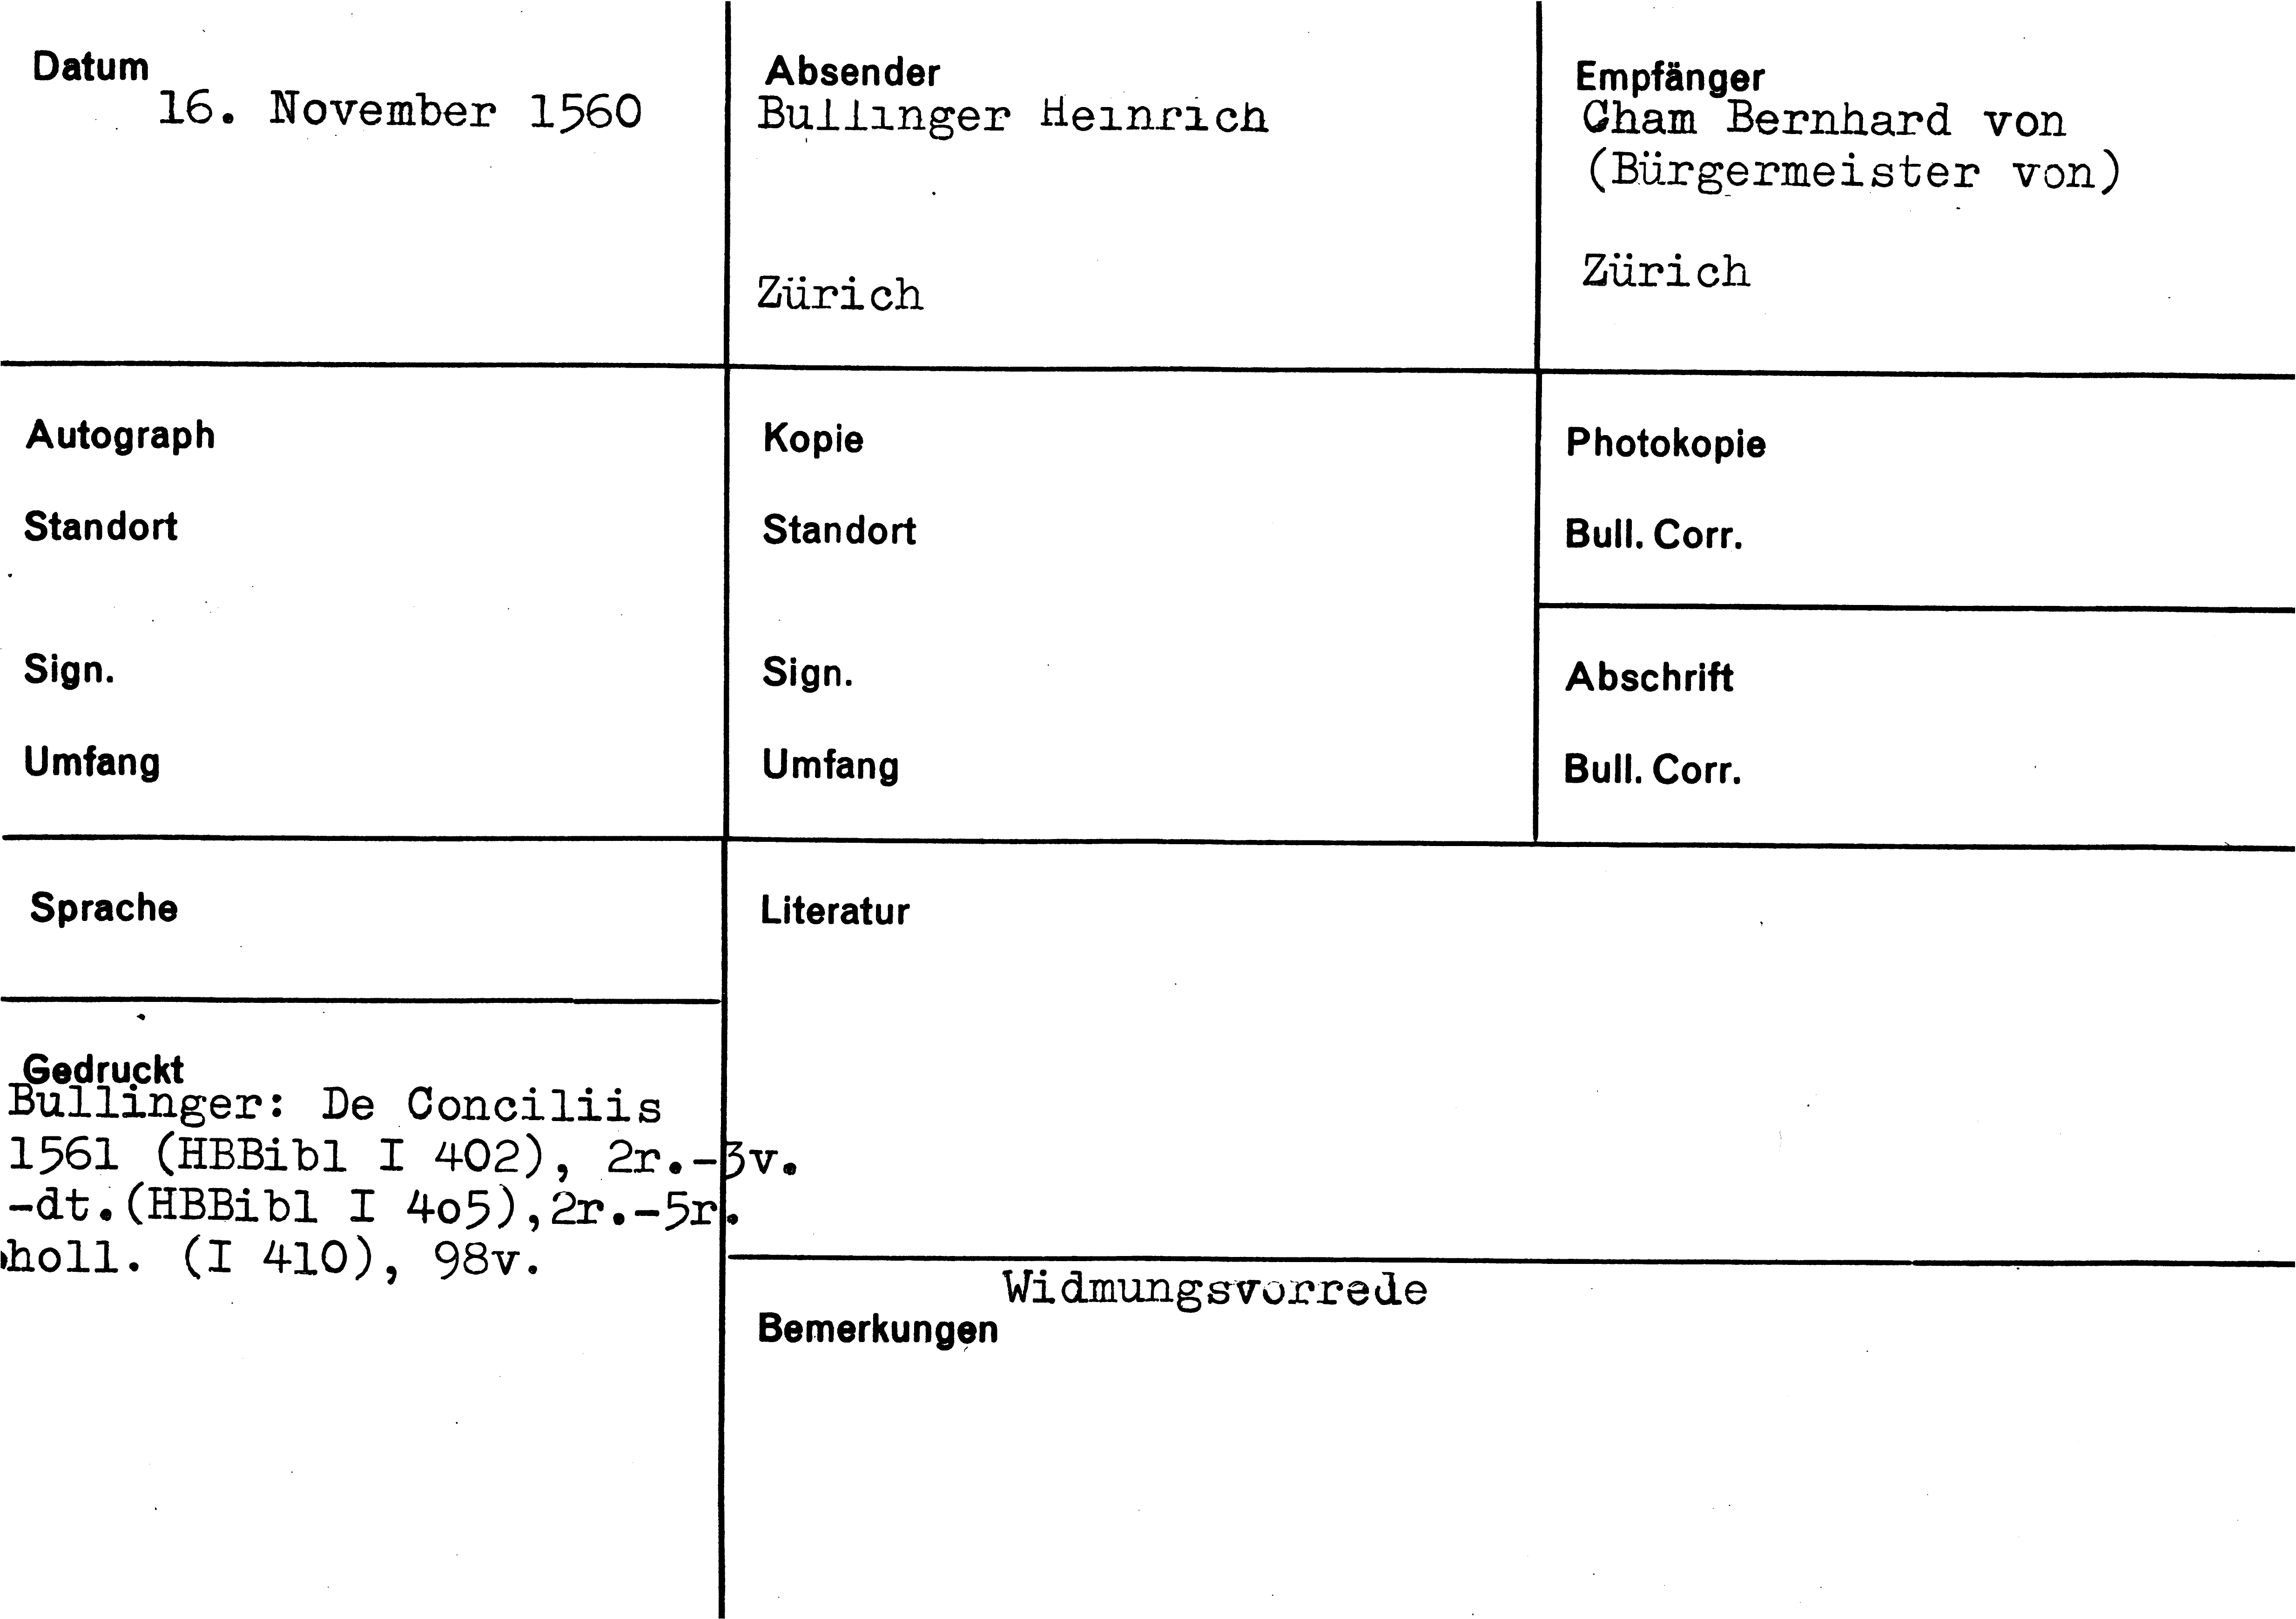 Datum
16. November 1560
Absender
Bullinger Heinrich
Zürich
Empfänger
Cham Bernhard von
(Bürgermeister von)
Zürich
Autograph
Standort
Sign.
Umfang
Kopie
Standort
Sign.
Umfang
Photokopie
Bull. Corr.
Abschrift
Bull. Corr.
Sprache
Literatur
Gedruckt
Bullinger: De Conciliis
1561 (HBBibl I 402), 2r.-3v.
-dt.(HBBibl I 4o5),2r.-5r.
holl. (I 410), 98v.
Widmungsvorrede
Bemerkungen